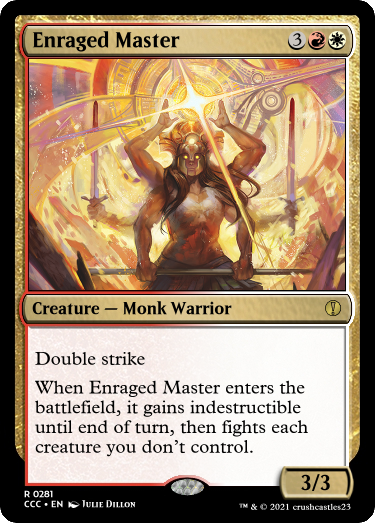 Enraged Master 3
Creature — Monk Warrior
Double strike
When Enraged Master enters the
battlefield, it gains indestructible
until end of turn, then fights each
creature you don't control.
3/3
R 0281
CCC • EN Julie Dillon
™ & © 2021 crushcastles23